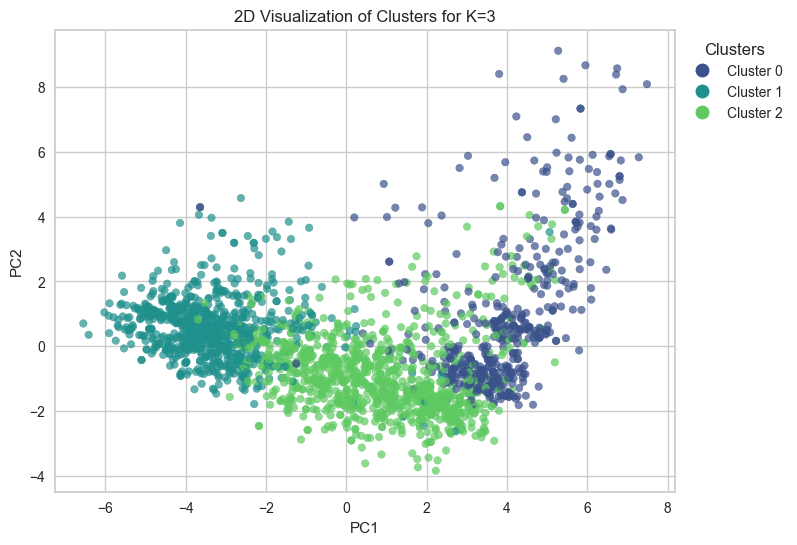 2D Visualization of Clusters for K=3
Clusters
Cluster 0
Cluster 1
Cluster 2
PC2
8
6
4
2
0
−2
−4
−6
−4
−2
0
2
4
6
8
PC1